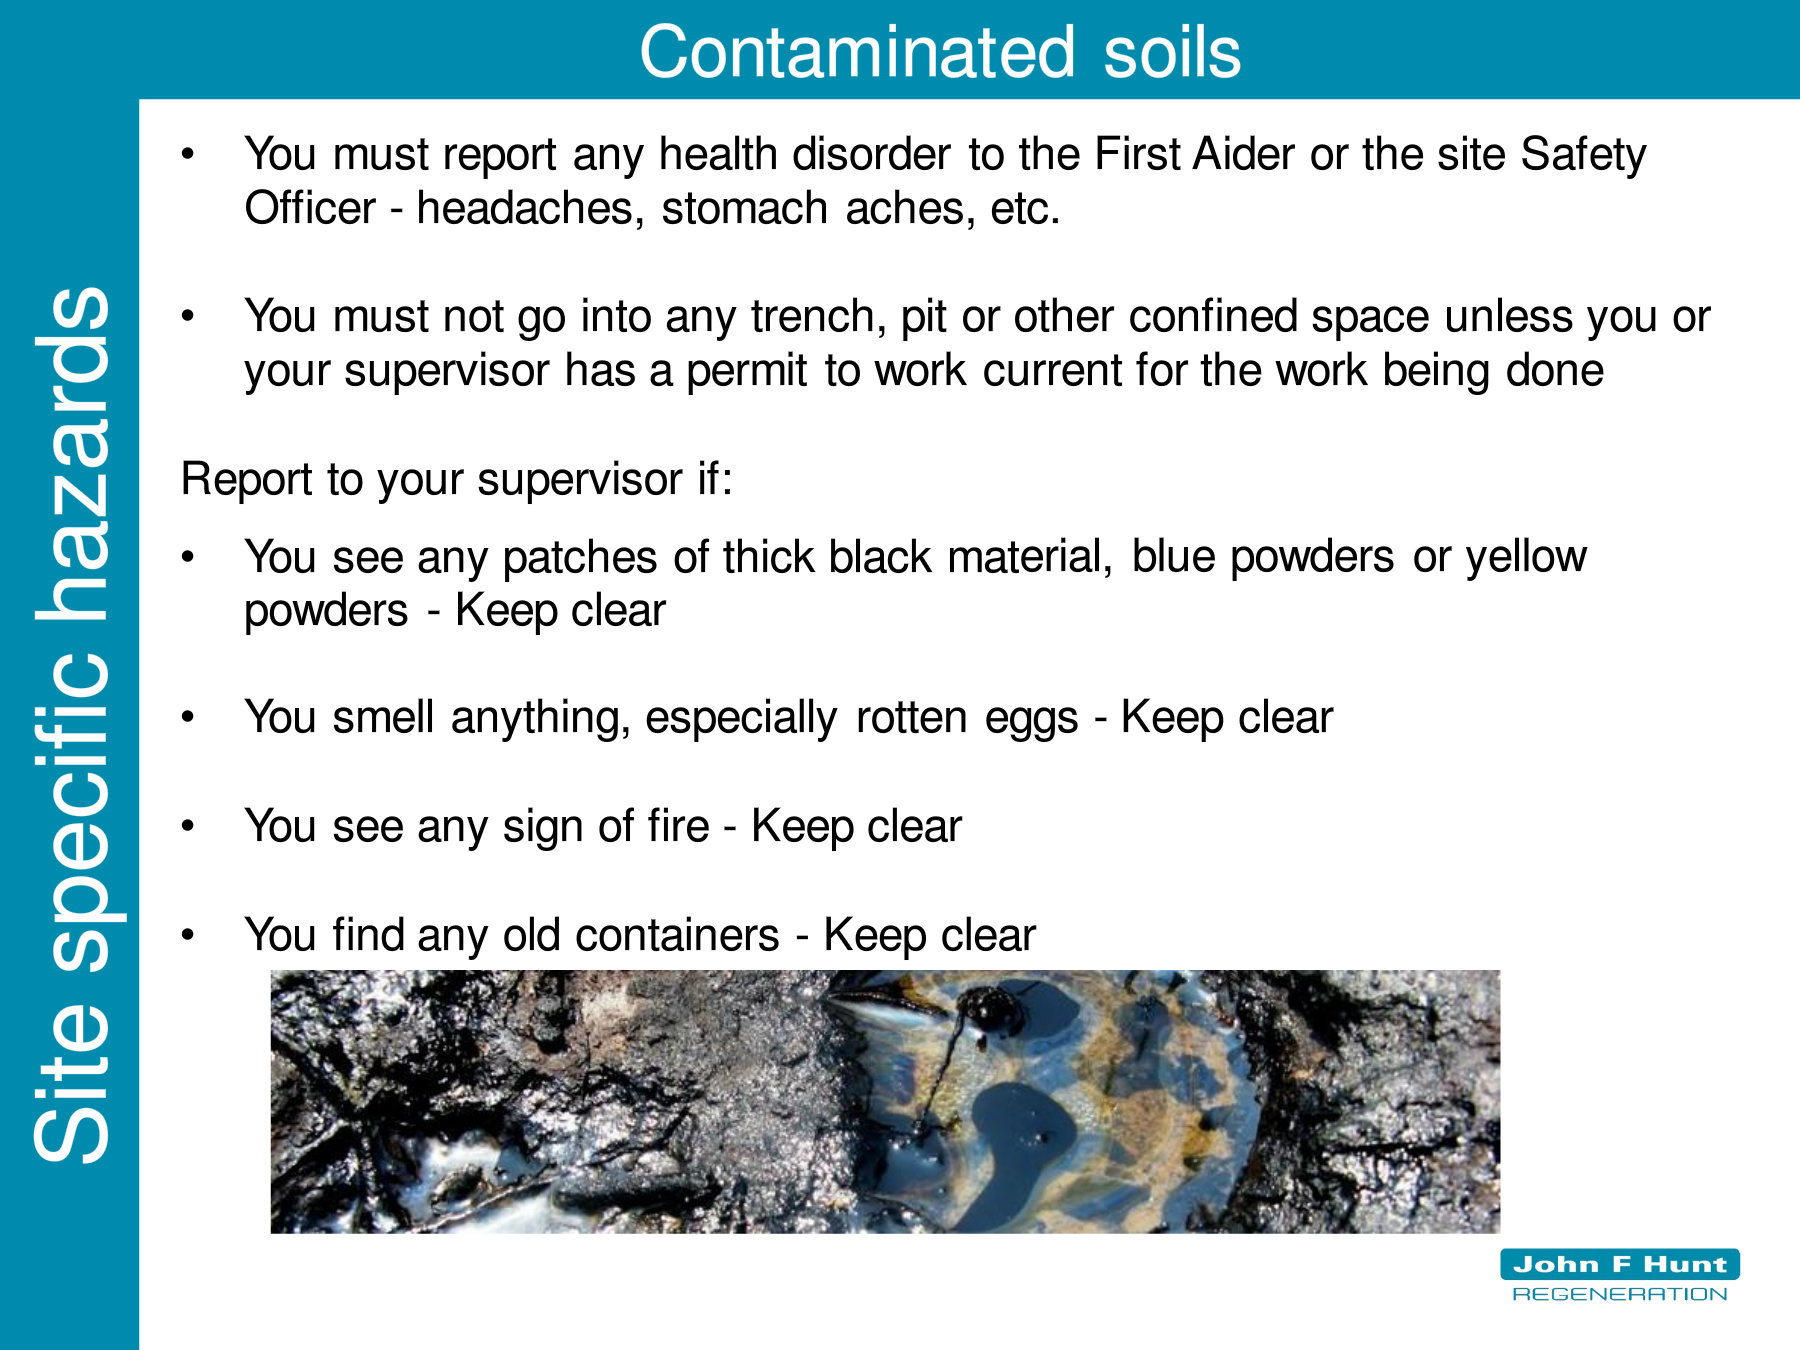 Contaminated soils
Site specific hazards
• You must report any health disorder to the First Aider or the site Safety
Officer - headaches, stomach aches, etc.
• You must not go into any trench, pit or other confined space unless you or
your supervisor has a permit to work current for the work being done
Report to your supervisor if:
• You see any patches of thick black material, blue powders or yellow
powders - Keep clear
• You smell anything, especially rotten eggs - Keep clear
• You see any sign of fire - Keep clear
• You find any old containers - Keep clear
John F Hunt
REGENERATION